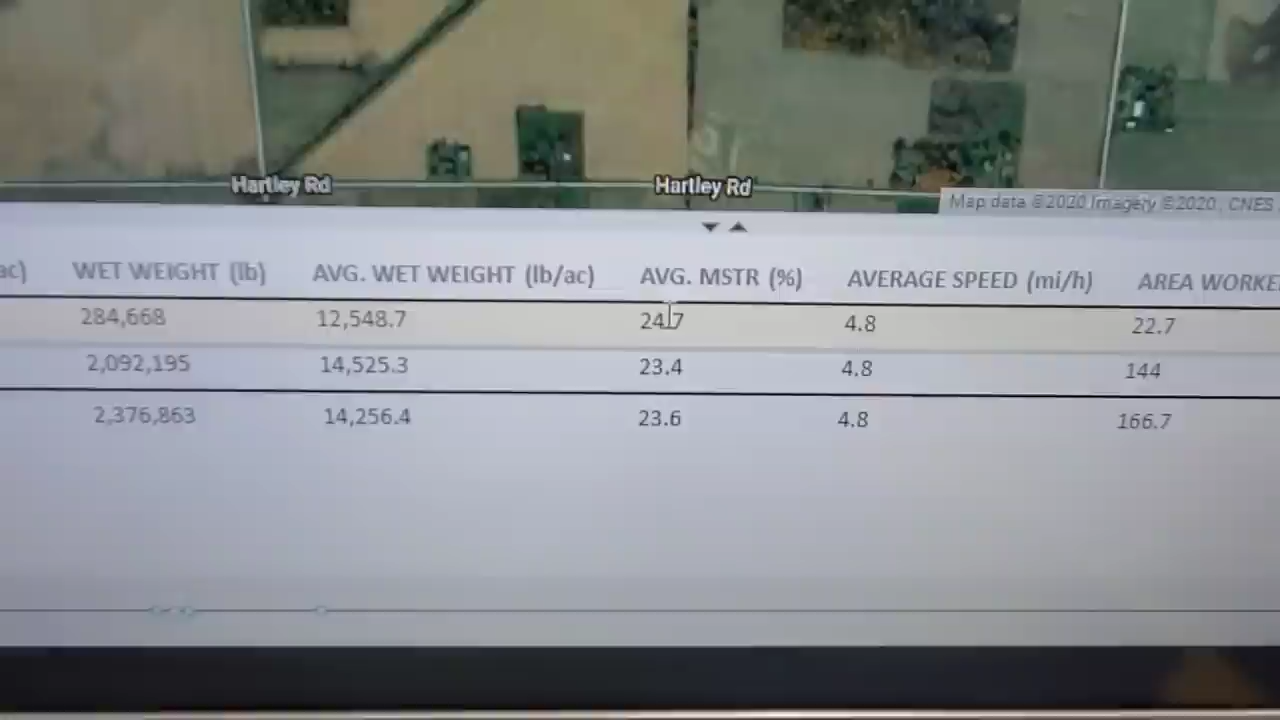 Hartley Rd Hartley Rd
Map data ©2020 Imagery ©2020, CNES
ac) WET WEIGHT (lb) AVG. WET WEIGHT (lb/ac) AVG. MSTR (%) AVERAGE SPEED (mi/h) AREA WORKE
284,668 12,548.7 24.7 4.8 22.7
2,092,195 14,525.3 23.4 4.8 144
2,376,863 14,256.4 23.6 4.8 166.7